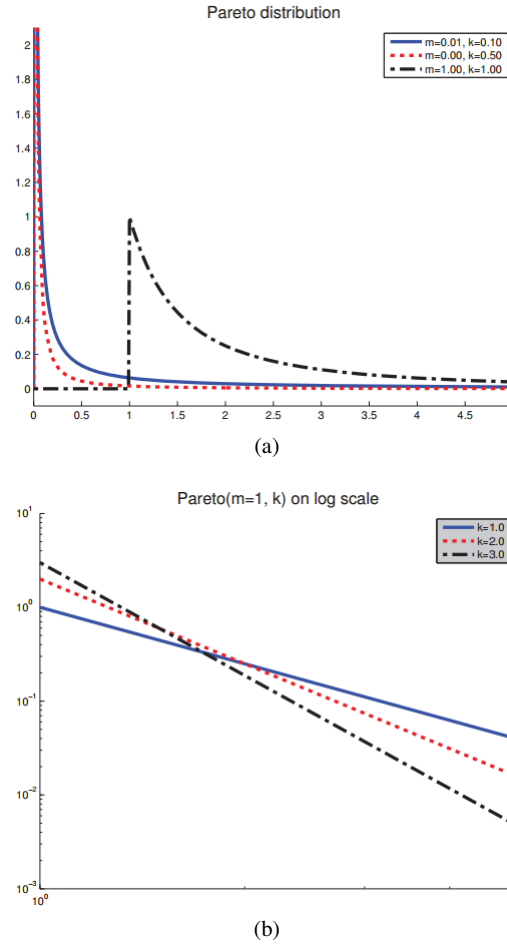 Pareto distribution
m=0.01, k=0.10
m=0.00, k=0.50
m=1.00, k=1.00
2
1.8
1.6
1.4
1.2
1
0.8
0.6
0.4
0.2
0
0 0.5 1 1.5 2 2.5 3 3.5 4 4.5
(a)
Pareto(m=1, k) on log scale
k=1.0
k=2.0
k=3.0
10^1
10^0
10^-1
10^-2
10^-3
10^0
(b)